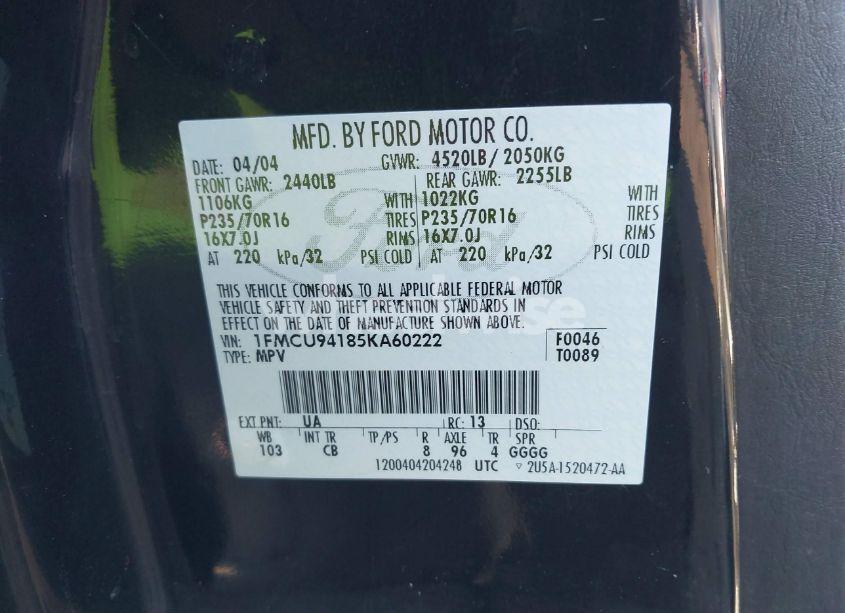 MFD. BY FORD MOTOR CO.
DATE: 04/04 GVWR: 4520LB/ 2050KG
FRONT GAWR: 2440LB REAR GAWR: 2255LB
1106KG WITH 1022KG WITH
P235/70R16 TIRES P235/70R16 TIRES
16X7.0J RIMS 16X7.0J RIMS
AT 220 kPa/32 PSI COLD AT 220 kPa/32 PSI COLD
Ford
THIS VEHICLE CONFORMS TO ALL APPLICABLE FEDERAL MOTOR
VEHICLE SAFETY AND THEFT PREVENTION STANDARDS IN
EFFECT ON THE DATE OF MANUFACTURE SHOWN ABOVE.
VIN: 1FMCU94185KA60222 F0046
TYPE: MPV T0089
EXT PNT: UA RC: 13 DSO:
WB INT TR TP/PS R AXLE TR SPR
103 CB 8 96 4 GGGG
1200404204248 UTC ▽ 2U5A-1520472-AA